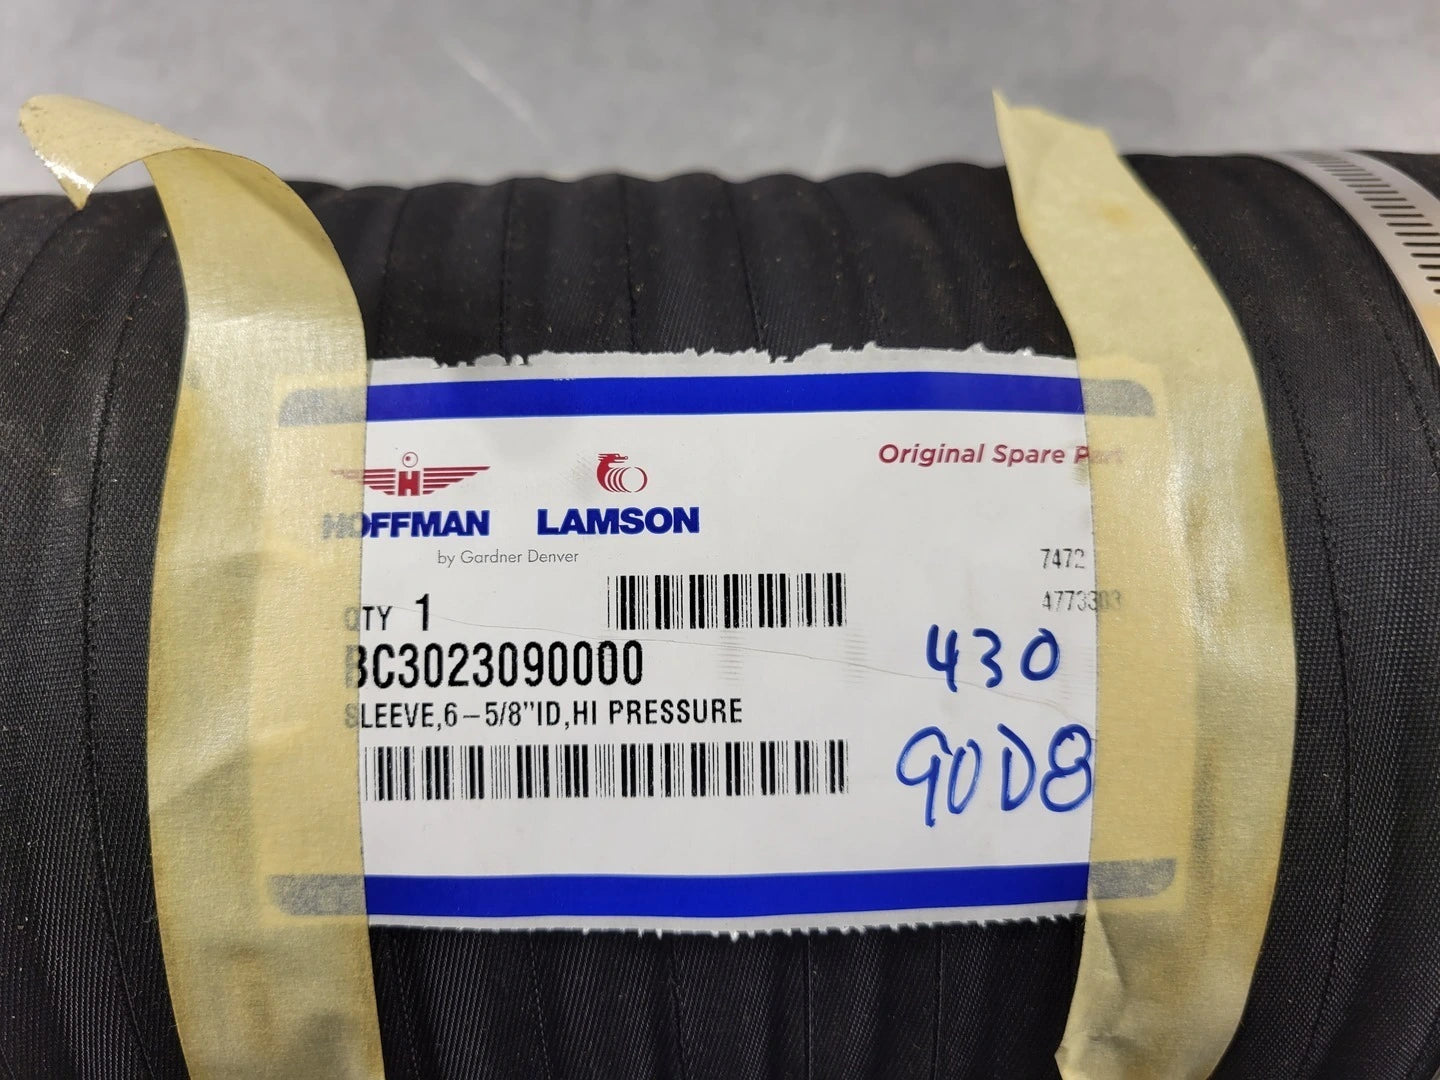 Original Spare Part
H
HOFFMAN
LAMSON
by Gardner Denver
7472
4773383
QTY 1
BC3023090000
SLEEVE,6-5/8"ID,HI PRESSURE
430
90D8